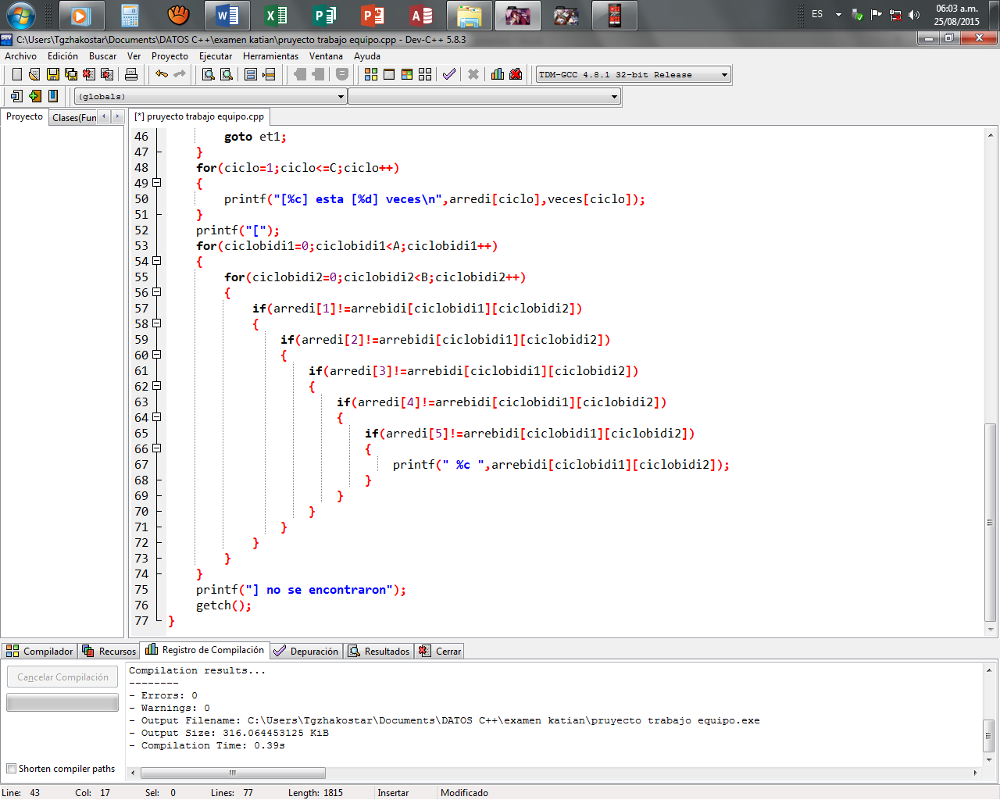 ES
06:03 a.m.
25/08/2015
C:\Users\Tgzhakostar\Documents\DATOS C++\examen katian\pruyecto trabajo equipo.cpp - Dev-C++ 5.8.3
Archivo Edición Buscar Ver Proyecto Ejecutar Herramientas Ventana Ayuda
TDM-GCC 4.8.1 32-bit Release
(globals)
Proyecto Clases(Fun
[*] pruyecto trabajo equipo.cpp
46 goto et1;
47 }
48 for(ciclo=1;ciclo<=C;ciclo++)
49 {
50 printf("[%c] esta [%d] veces\n",arredi[ciclo],veces[ciclo]);
51 }
52 printf("[");
53 for(ciclobidi1=0;ciclobidi1<A;ciclobidi1++)
54 {
55 for(ciclobidi2=0;ciclobidi2<B;ciclobidi2++)
56 {
57 if(arredi[1]!=arrebidi[ciclobidi1][ciclobidi2])
58 {
59 if(arredi[2]!=arrebidi[ciclobidi1][ciclobidi2])
60 {
61 if(arredi[3]!=arrebidi[ciclobidi1][ciclobidi2])
62 {
63 if(arredi[4]!=arrebidi[ciclobidi1][ciclobidi2])
64 {
65 if(arredi[5]!=arrebidi[ciclobidi1][ciclobidi2])
66 {
67 printf(" %c ",arrebidi[ciclobidi1][ciclobidi2]);
68 }
69 }
70 }
71 }
72 }
73 }
74 }
75 printf("] no se encontraron");
76 getch();
77 }
Compilador Recursos Registro de Compilación Depuración Resultados Cerrar
Cancelar Compilación
Shorten compiler paths
Compilation results...
--------
- Errors: 0
- Warnings: 0
- Output Filename: C:\Users\Tgzhakostar\Documents\DATOS C++\examen katian\pruyecto trabajo equipo.exe
- Output Size: 316.064453125 KiB
- Compilation Time: 0.39s
Line: 43 Col: 17 Sel: 0 Lines: 77 Length: 1815 Insertar Modificado